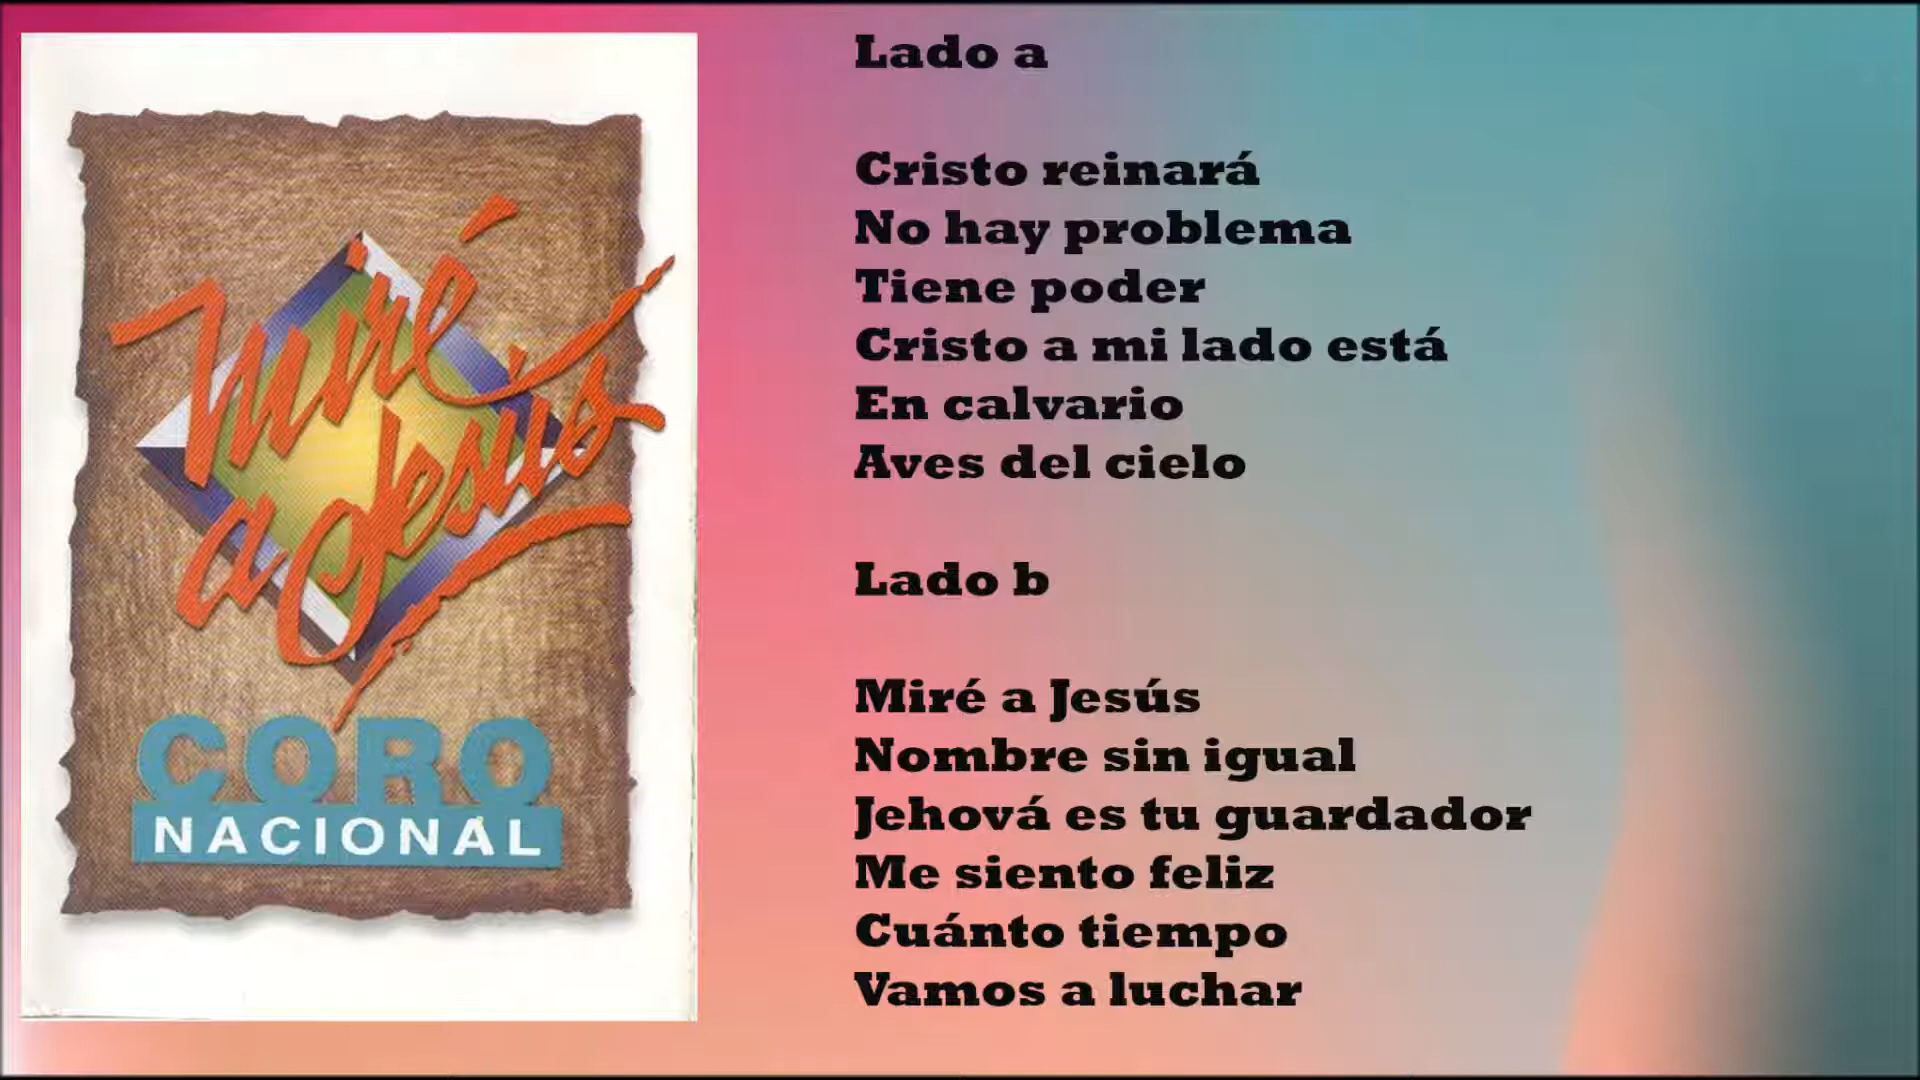 Miré
a Jesús
CORO
NACIONAL
Lado a
Cristo reinará
No hay problema
Tiene poder
Cristo a mi lado está
En calvario
Aves del cielo
Lado b
Miré a Jesús
Nombre sin igual
Jehová es tu guardador
Me siento feliz
Cuánto tiempo
Vamos a luchar